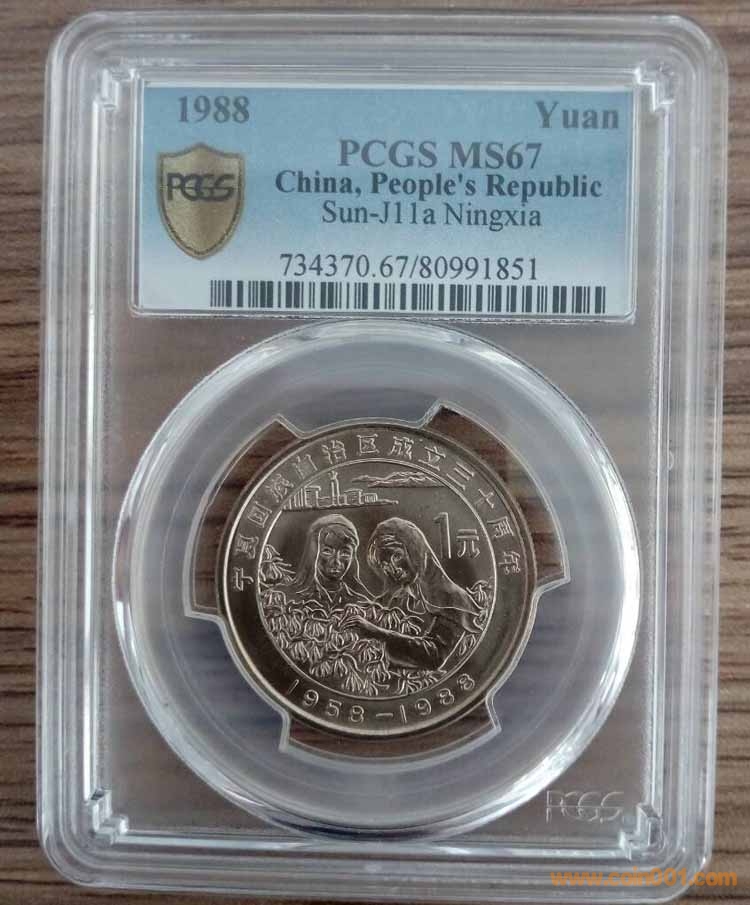 1988 Yuan
PCGS MS67
PCGS
China, People's Republic
Sun-J11a Ningxia
734370.67/80991851
宁夏回族自治区成立三十周年
1元
1958-1988
PCGS
www.coin001.com